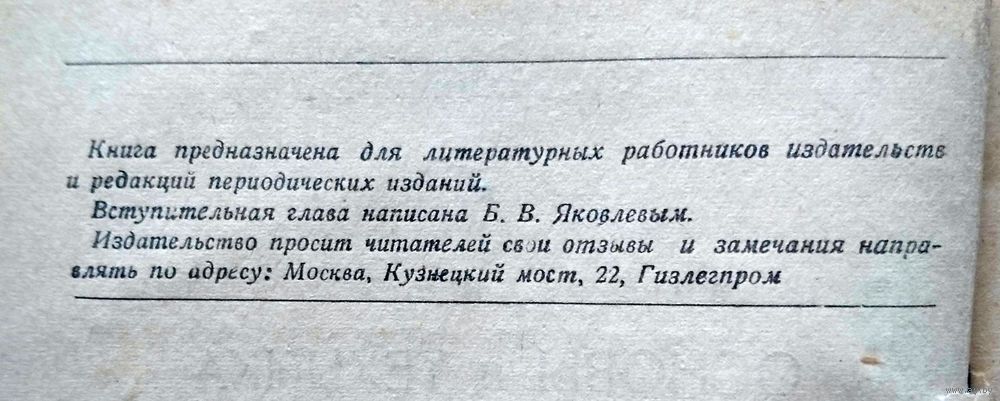 Книга предназначена для литературных работников издательств
и редакций периодических изданий.
Вступительная глава написана Б. В. Яковлевым.
Издательство просит читателей свои отзывы и замечания напра-
влять по адресу: Москва, Кузнецкий мост, 22, Гизлегпром